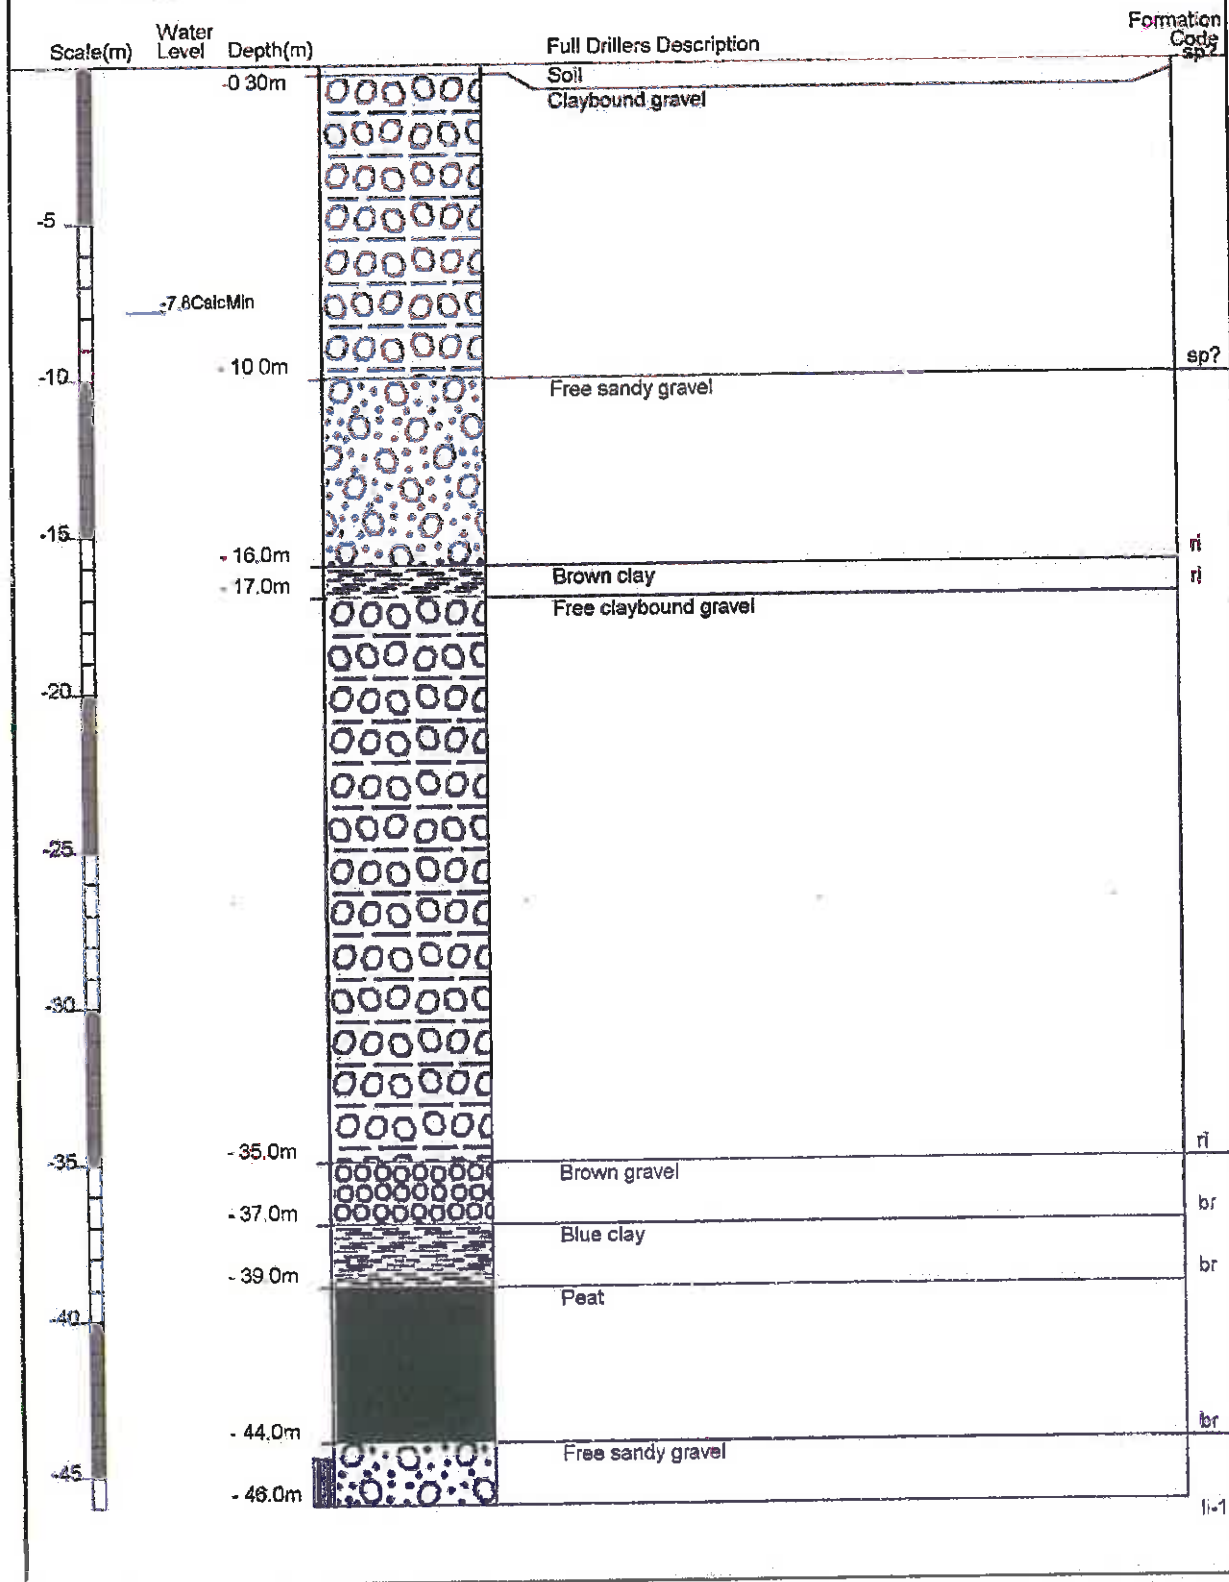 Scale(m) Water Level Depth(m) Full Drillers Description Formation Code
sp?
-0 30m Soil
Claybound gravel
-5
-7.8CalcMin
- 10 0m sp?
-10 Free sandy gravel
-15
- 16.0m ri
Brown clay ri
- 17.0m
Free claybound gravel
-20
-25
-30
- 35.0m ri
-35 Brown gravel
br
- 37.0m
Blue clay
br
- 39.0m
Peat
-40
- 44.0m br
Free sandy gravel
-45
- 46.0m
li-1